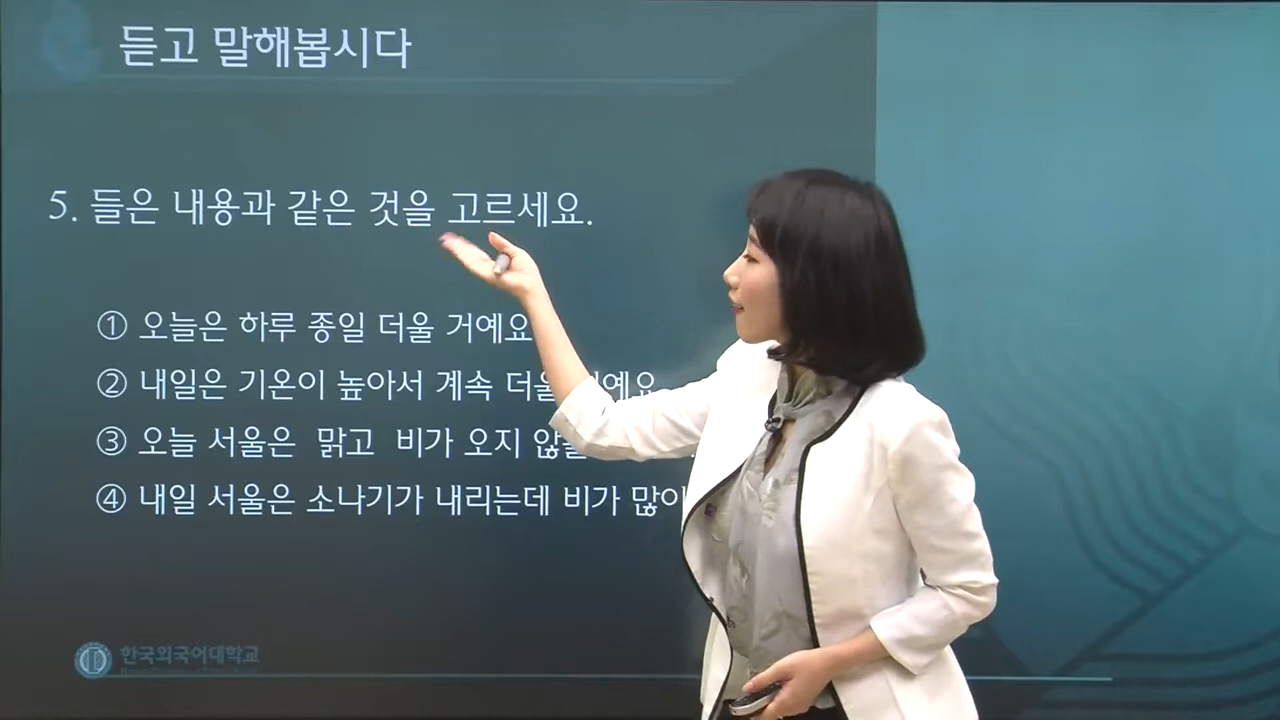 듣고 말해봅시다
5. 들은 내용과 같은 것을 고르세요.
① 오늘은 하루 종일 더울 거예요
② 내일은 기온이 높아서 계속 더울
③ 오늘 서울은 맑고 비가 오지
④ 내일 서울은 소나기가 내리는데 비가
한국외국어대학교